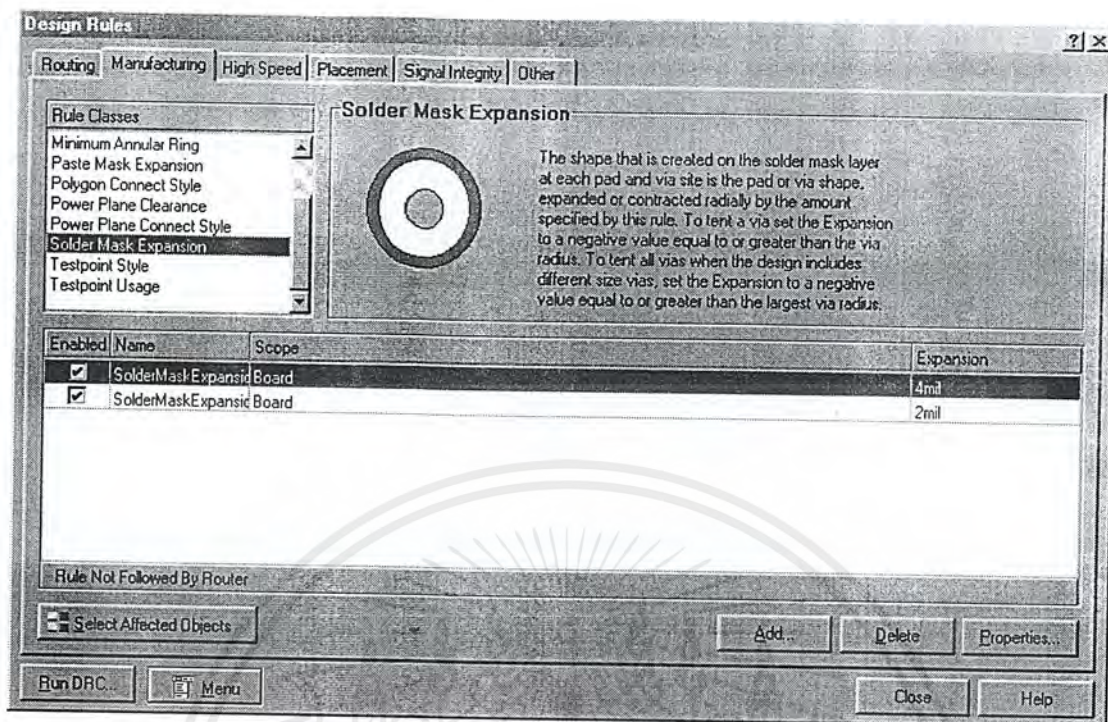 Design Rules
? ×
Routing Manufacturing High Speed Placement Signal Integrity Other
Rule Classes
Minimum Annular Ring
Paste Mask Expansion
Polygon Connect Style
Power Plane Clearance
Power Plane Connect Style
Solder Mask Expansion
Testpoint Style
Testpoint Usage
Solder Mask Expansion
The shape that is created on the solder mask layer
at each pad and via site is the pad or via shape,
expanded or contracted radially by the amount
specified by this rule. To tent a via set the Expansion
to a negative value equal to or greater than the via
radius. To tent all vias when the design includes
different size vias, set the Expansion to a negative
value equal to or greater than the largest via radius.
Enabled Name Scope Expansion
SolderMaskExpansio Board 4mil
SolderMaskExpansic Board 2mil
Rule Not Followed By Router
Select Affected Objects
Add... Delete Properties...
Run DRC... Menu Close Help